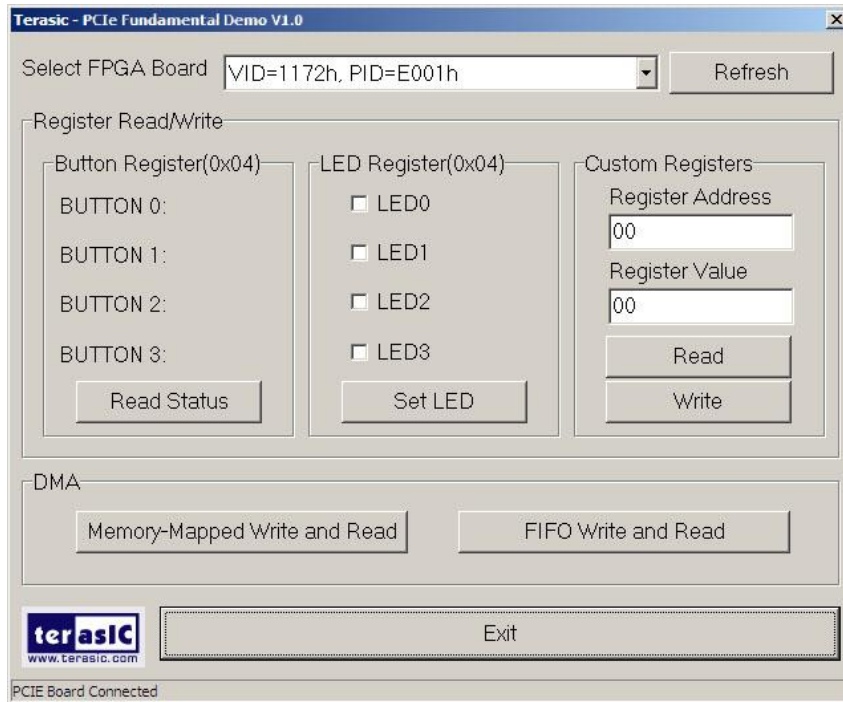 Terasic - PCIe Fundamental Demo V1.0
Select FPGA Board
VID=1172h, PID=E001h
Refresh
Register Read/Write
Button Register(0x04)
BUTTON 0:
BUTTON 1:
BUTTON 2:
BUTTON 3:
Read Status
LED Register(0x04)
LED0
LED1
LED2
LED3
Set LED
Custom Registers
Register Address
00
Register Value
00
Read
Write
DMA
Memory-Mapped Write and Read
FIFO Write and Read
terasIC
www.terasic.com
Exit
PCIE Board Connected